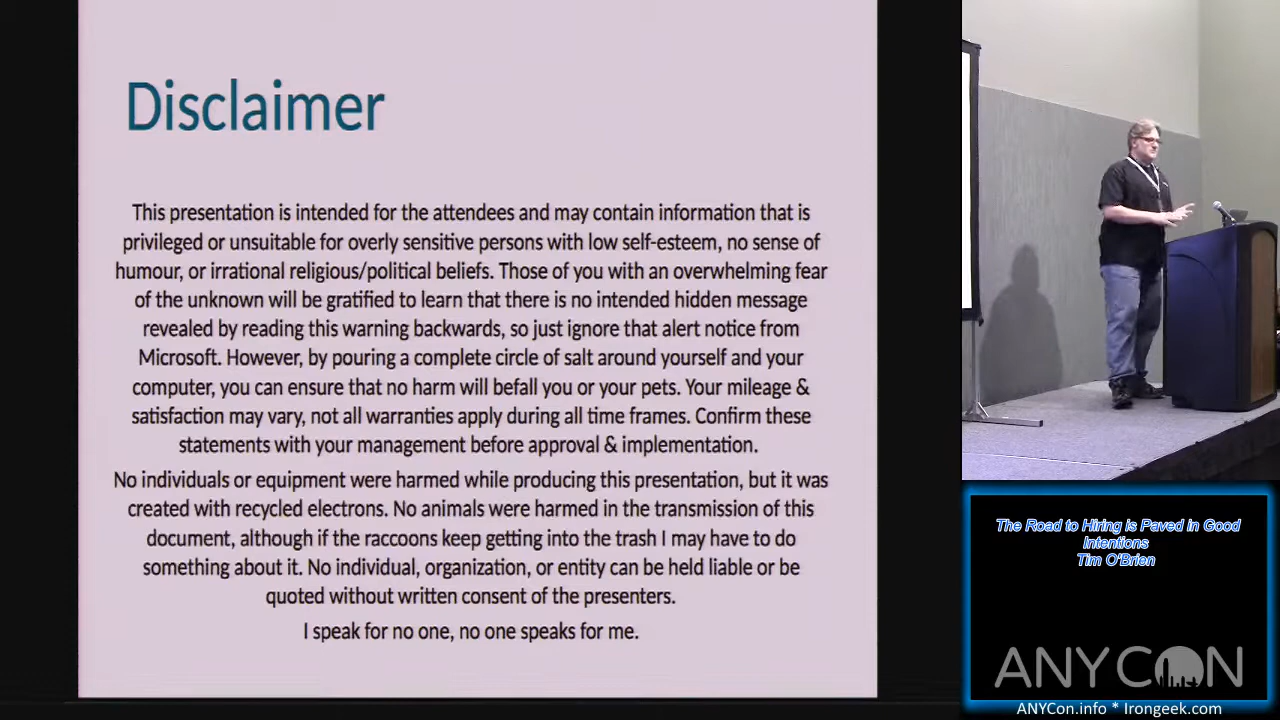 Disclaimer
This presentation is intended for the attendees and may contain information that is
privileged or unsuitable for overly sensitive persons with low self-esteem, no sense of
humour, or irrational religious/political beliefs. Those of you with an overwhelming fear
of the unknown will be gratified to learn that there is no intended hidden message
revealed by reading this warning backwards, so just ignore that alert notice from
Microsoft. However, by pouring a complete circle of salt around yourself and your
computer, you can ensure that no harm will befall you or your pets. Your mileage &
satisfaction may vary, not all warranties apply during all time frames. Confirm these
statements with your management before approval & implementation.
No individuals or equipment were harmed while producing this presentation, but it was
created with recycled electrons. No animals were harmed in the transmission of this
document, although if the raccoons keep getting into the trash I may have to do
something about it. No individual, organization, or entity can be held liable or be
quoted without written consent of the presenters.
I speak for no one, no one speaks for me.
The Road to Hiring is Paved in Good
Intentions
Tim O'Brien
ANYCON
ANYCon.info * Irongeek.com